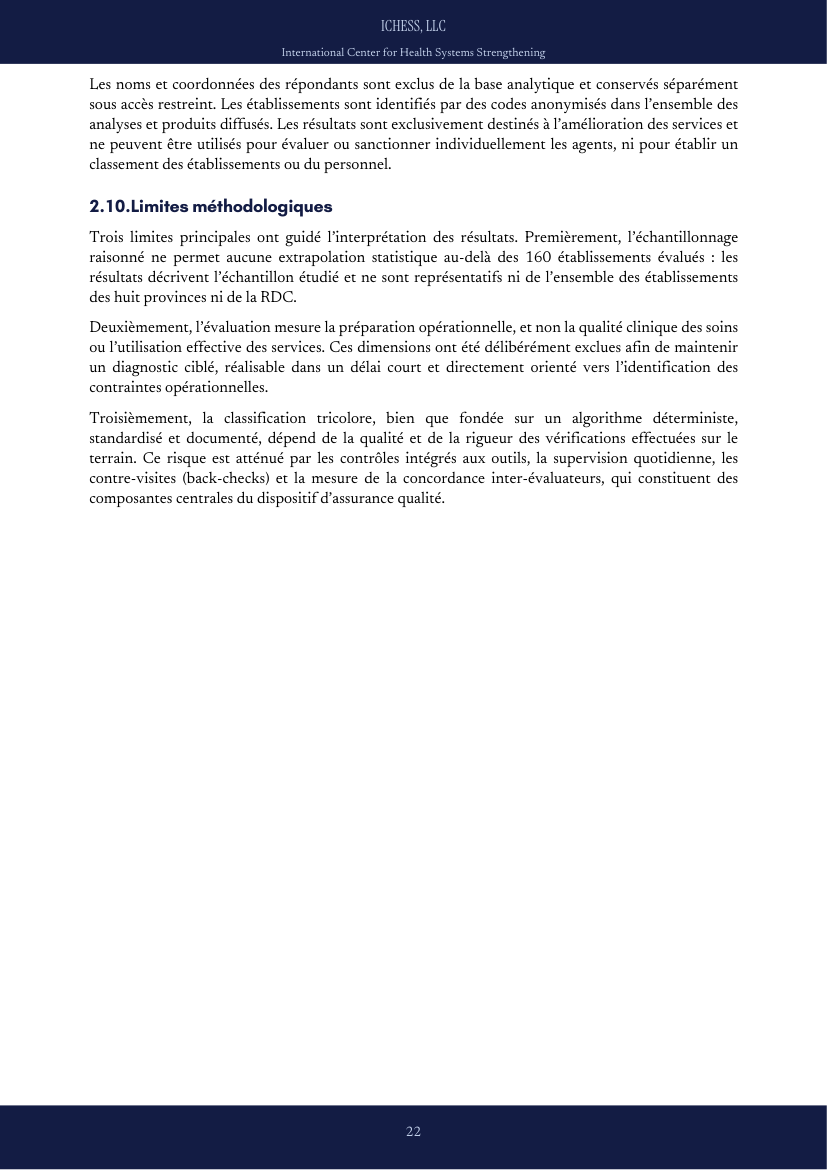 ICHESS, LLC
International Center for Health Systems Strengthening
Les noms et coordonnées des répondants sont exclus de la base analytique et conservés séparément
sous accès restreint. Les établissements sont identifiés par des codes anonymisés dans l’ensemble des
analyses et produits diffusés. Les résultats sont exclusivement destinés à l’amélioration des services et
ne peuvent être utilisés pour évaluer ou sanctionner individuellement les agents, ni pour établir un
classement des établissements ou du personnel.
2.10.Limites méthodologiques
Trois limites principales ont guidé l’interprétation des résultats. Premièrement, l’échantillonnage
raisonné ne permet aucune extrapolation statistique au-delà des 160 établissements évalués : les
résultats décrivent l’échantillon étudié et ne sont représentatifs ni de l’ensemble des établissements
des huit provinces ni de la RDC.
Deuxièmement, l’évaluation mesure la préparation opérationnelle, et non la qualité clinique des soins
ou l’utilisation effective des services. Ces dimensions ont été délibérément exclues afin de maintenir
un diagnostic ciblé, réalisable dans un délai court et directement orienté vers l’identification des
contraintes opérationnelles.
Troisièmement, la classification tricolore, bien que fondée sur un algorithme déterministe,
standardisé et documenté, dépend de la qualité et de la rigueur des vérifications effectuées sur le
terrain. Ce risque est atténué par les contrôles intégrés aux outils, la supervision quotidienne, les
contre-visites (back-checks) et la mesure de la concordance inter-évaluateurs, qui constituent des
composantes centrales du dispositif d’assurance qualité.
22